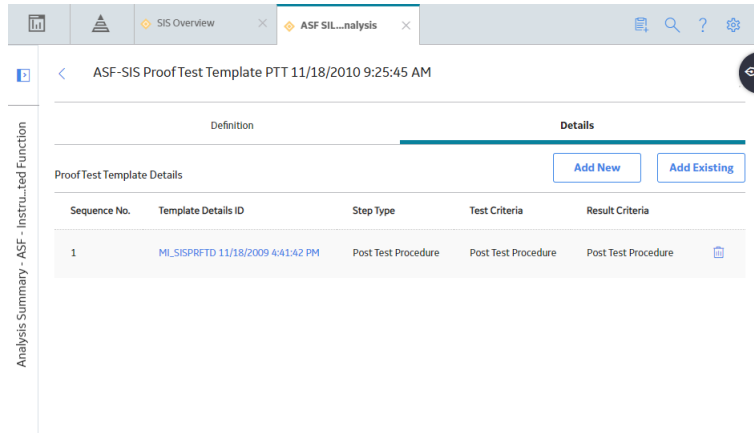 SIS Overview
ASF SIL...nalysis
ASF-SIS Proof Test Template PTT 11/18/2010 9:25:45 AM
Analysis Summary - ASF - Instru...ted Function
Definition Details
Proof Test Template Details Add New Add Existing
Sequence No. Template Details ID Step Type Test Criteria Result Criteria
1 MI_SISPRFTD 11/18/2009 4:41:42 PM Post Test Procedure Post Test Procedure Post Test Procedure